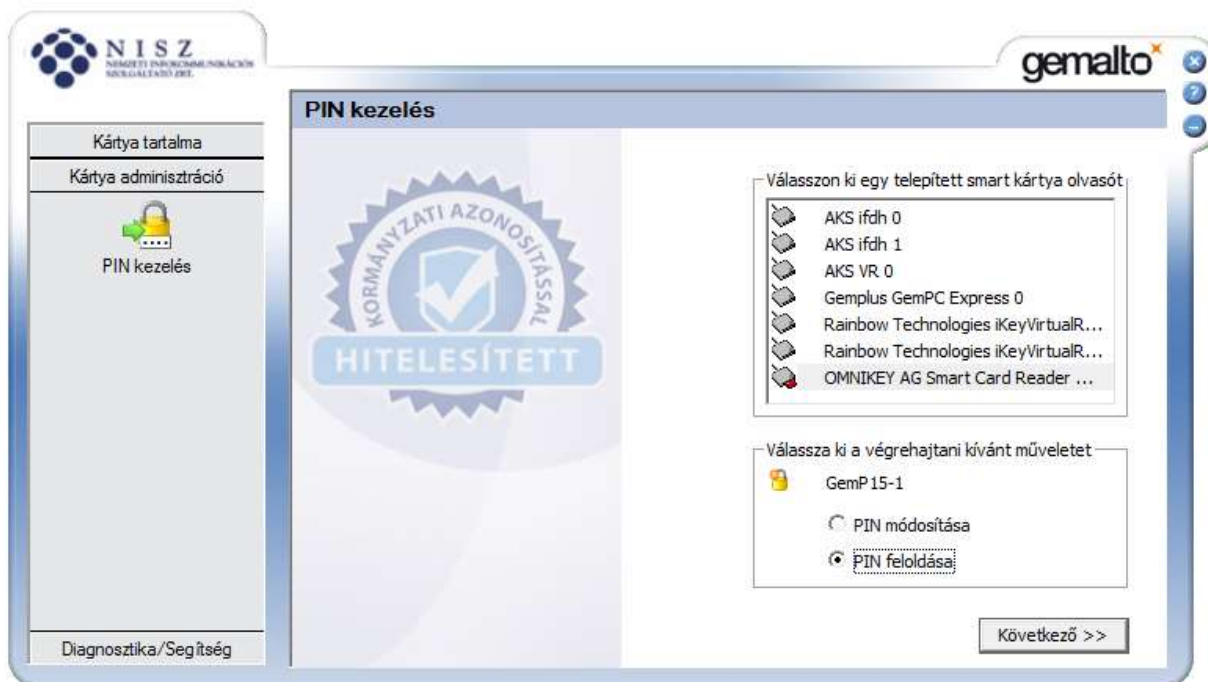 NISZ
NEMZETI INFOKOMMUNIKÁCIÓS
SZOLGÁLTATÓ ZRT.
gemalto
PIN kezelés
Kártya tartalma
Kártya adminisztráció
PIN kezelés
Diagnosztika/Segítség
KORMÁNYZATI AZONOSÍTÁSSAL
HITELESÍTETT
Válasszon ki egy telepített smart kártya olvasót
AKS ifdh 0
AKS ifdh 1
AKS VR 0
Gemplus GemPC Express 0
Rainbow Technologies iKeyVirtualR...
Rainbow Technologies iKeyVirtualR...
OMNIKEY AG Smart Card Reader ...
Válassza ki a végrehajtani kívánt műveletet
GemP15-1
PIN módosítása
PIN feloldása
Következő >>